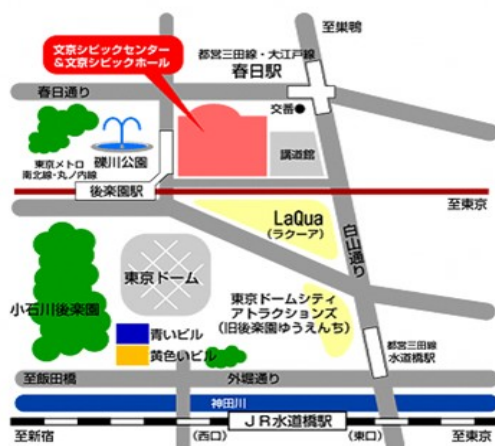 至巣鴨
文京シビックセンター
＆文京シビックホール
都営三田線・大江戸線
春日駅
春日通り
交番
礫川公園
講道館
東京メトロ
南北線・丸ノ内線
後楽園駅
至東京
LaQua
（ラクーア）
白山通り
東京ドーム
小石川後楽園
東京ドームシティ
アトラクションズ
（旧後楽園ゆうえんち）
青いビル
黄色いビル
都営三田線
水道橋駅
至飯田橋
外堀通り
神田川
JR水道橋駅
至新宿
（西口）
（東口）
至東京